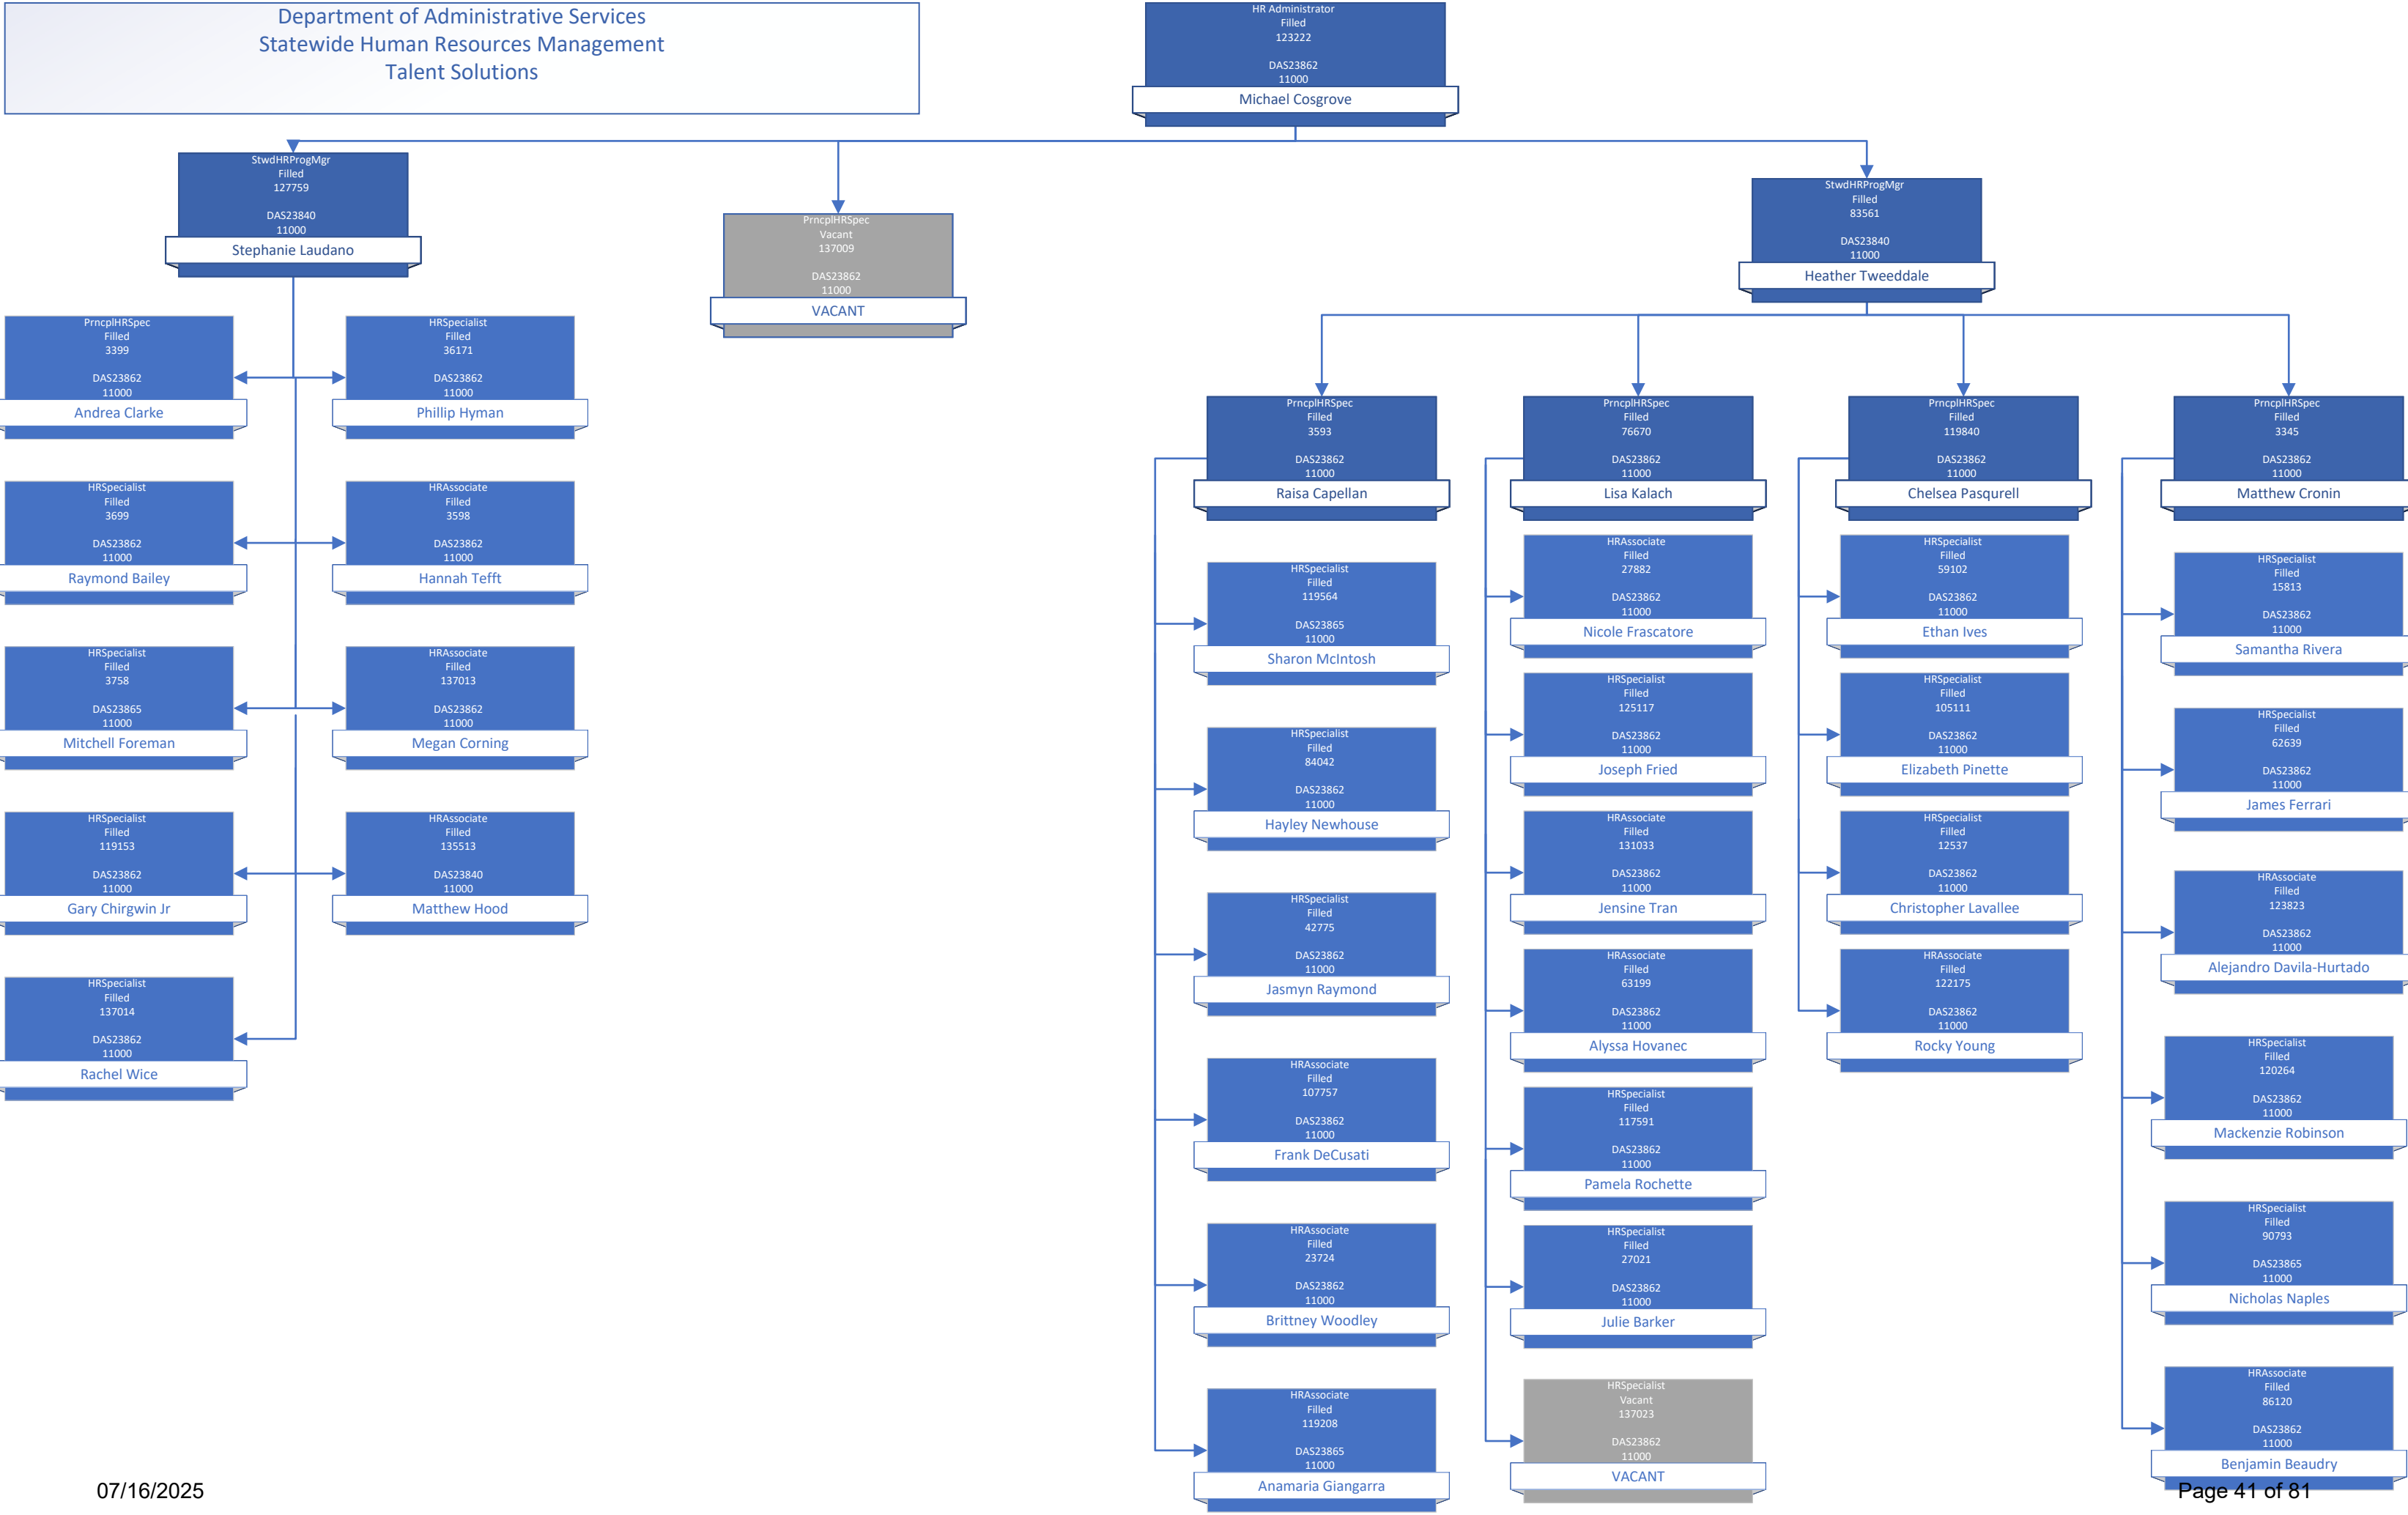 Department of Administrative Services
Statewide Human Resources Management
Talent Solutions
HR Administrator
Filled
123222
DAS23862
11000
Michael Cosgrove
StwdHRProgMgr
Filled
127759
DAS23840
11000
Stephanie Laudano
PrncplHRSpec
Vacant
137009
DAS23862
11000
VACANT
StwdHRProgMgr
Filled
83561
DAS23840
11000
Heather Tweeddale
PrncplHRSpec
Filled
3399
DAS23862
11000
Andrea Clarke
HRSpecialist
Filled
36171
DAS23862
11000
Phillip Hyman
HRSpecialist
Filled
3699
DAS23862
11000
Raymond Bailey
HRAssociate
Filled
3598
DAS23862
11000
Hannah Tefft
HRSpecialist
Filled
3758
DAS23865
11000
Mitchell Foreman
HRAssociate
Filled
137013
DAS23862
11000
Megan Corning
HRSpecialist
Filled
119153
DAS23862
11000
Gary Chirgwin Jr
HRAssociate
Filled
135513
DAS23840
11000
Matthew Hood
HRSpecialist
Filled
137014
DAS23862
11000
Rachel Wice
PrncplHRSpec
Filled
3593
DAS23862
11000
Raisa Capellan
HRSpecialist
Filled
119564
DAS23865
11000
Sharon McIntosh
HRSpecialist
Filled
84042
DAS23862
11000
Hayley Newhouse
HRSpecialist
Filled
42775
DAS23862
11000
Jasmyn Raymond
HRAssociate
Filled
107757
DAS23862
11000
Frank DeCusati
HRAssociate
Filled
23724
DAS23862
11000
Brittney Woodley
HRAssociate
Filled
119208
DAS23865
11000
Anamaria Giangarra
PrncplHRSpec
Filled
76670
DAS23862
11000
Lisa Kalach
HRAssociate
Filled
27882
DAS23862
11000
Nicole Frascatore
HRSpecialist
Filled
125117
DAS23862
11000
Joseph Fried
HRAssociate
Filled
131033
DAS23862
11000
Jensine Tran
HRAssociate
Filled
63199
DAS23862
11000
Alyssa Hovanec
HRSpecialist
Filled
117591
DAS23862
11000
Pamela Rochette
HRSpecialist
Filled
27021
DAS23862
11000
Julie Barker
HRSpecialist
Vacant
137023
DAS23862
11000
VACANT
PrncplHRSpec
Filled
119840
DAS23862
11000
Chelsea Pasqurell
HRSpecialist
Filled
59102
DAS23862
11000
Ethan Ives
HRSpecialist
Filled
105111
DAS23862
11000
Elizabeth Pinette
HRSpecialist
Filled
12537
DAS23862
11000
Christopher Lavallee
HRAssociate
Filled
122175
DAS23862
11000
Rocky Young
PrncplHRSpec
Filled
3345
DAS23862
11000
Matthew Cronin
HRSpecialist
Filled
15813
DAS23862
11000
Samantha Rivera
HRSpecialist
Filled
62639
DAS23862
11000
James Ferrari
HRAssociate
Filled
123823
DAS23862
11000
Alejandro Davila-Hurtado
HRSpecialist
Filled
120264
DAS23862
11000
Mackenzie Robinson
HRSpecialist
Filled
90793
DAS23865
11000
Nicholas Naples
HRAssociate
Filled
86120
DAS23862
11000
Benjamin Beaudry
07/16/2025
Page 41 of 81